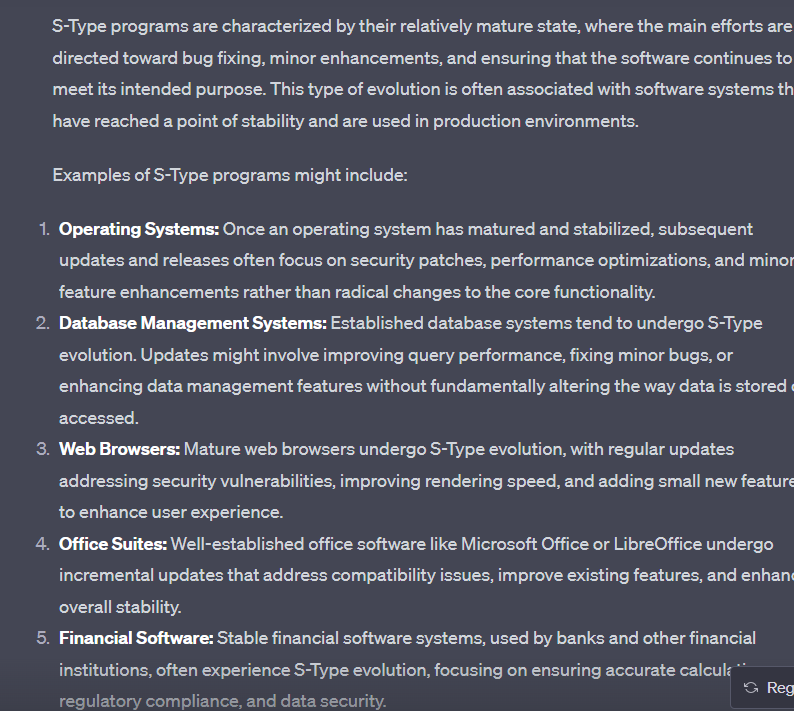 S-Type programs are characterized by their relatively mature state, where the main efforts are
directed toward bug fixing, minor enhancements, and ensuring that the software continues to
meet its intended purpose. This type of evolution is often associated with software systems th
have reached a point of stability and are used in production environments.
Examples of S-Type programs might include:
1. Operating Systems: Once an operating system has matured and stabilized, subsequent
updates and releases often focus on security patches, performance optimizations, and minor
feature enhancements rather than radical changes to the core functionality.
2. Database Management Systems: Established database systems tend to undergo S-Type
evolution. Updates might involve improving query performance, fixing minor bugs, or
enhancing data management features without fundamentally altering the way data is stored
accessed.
3. Web Browsers: Mature web browsers undergo S-Type evolution, with regular updates
addressing security vulnerabilities, improving rendering speed, and adding small new feature
to enhance user experience.
4. Office Suites: Well-established office software like Microsoft Office or LibreOffice undergo
incremental updates that address compatibility issues, improve existing features, and enhanc
overall stability.
5. Financial Software: Stable financial software systems, used by banks and other financial
institutions, often experience S-Type evolution, focusing on ensuring accurate calcula
regulatory compliance, and data security.
Reg